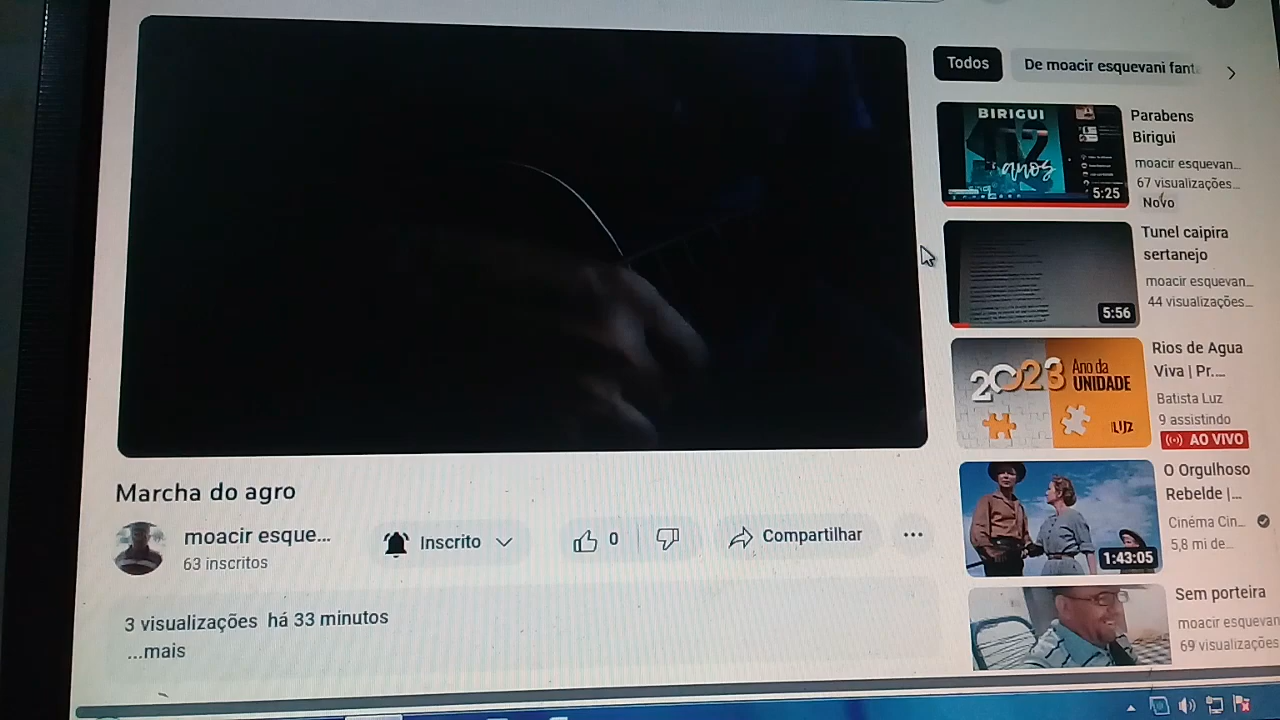 Todos
De moacir esquevani fant
BIRIGUI
anos
5:25
Parabens
Birigui
moacir esquevan...
67 visualizações...
Novo
5:56
Tunel caipira
sertanejo
moacir esquevan...
44 visualizações...
2023
Ano da
UNIDADE
LUZ
Rios de Agua
Viva | Pr....
Batista Luz
9 assistindo
AO VIVO
1:43:05
O Orgulhoso
Rebelde |...
Cinéma Cin...
5,8 mi de...
Sem porteira
moacir esquevan
69 visualizações
Marcha do agro
moacir esque...
63 inscritos
Inscrito
0
Compartilhar
3 visualizações há 33 minutos
...mais